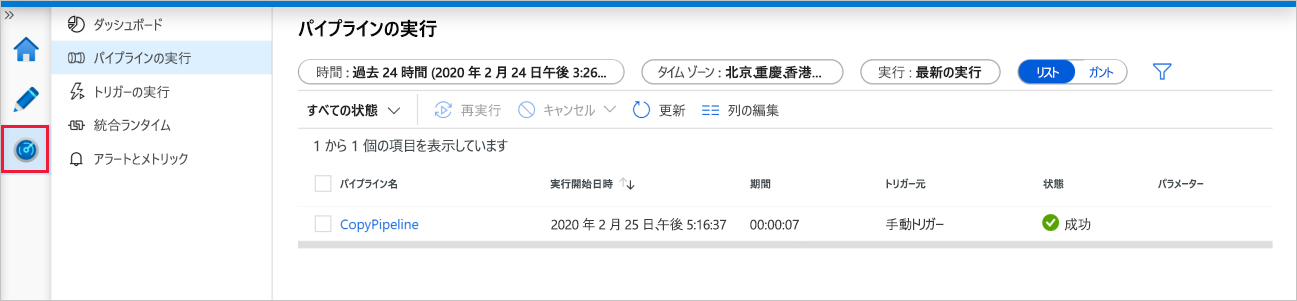 »
ダッシュボード
パイプラインの実行
トリガーの実行
統合ランタイム
アラートとメトリック
パイプラインの実行
時間 : 過去 24 時間 (2020 年 2 月 24 日午後 3:26... タイム ゾーン : 北京,重慶,香港... 実行 : 最新の実行 リスト ガント
すべての状態 再実行 キャンセル 更新 列の編集
1 から 1 個の項目を表示しています
パイプライン名 実行開始日時 ↑↓ 期間 トリガー元 状態 パラメーター
CopyPipeline 2020 年 2 月 25 日,午後 5:16:37 00:00:07 手動トリガー 成功